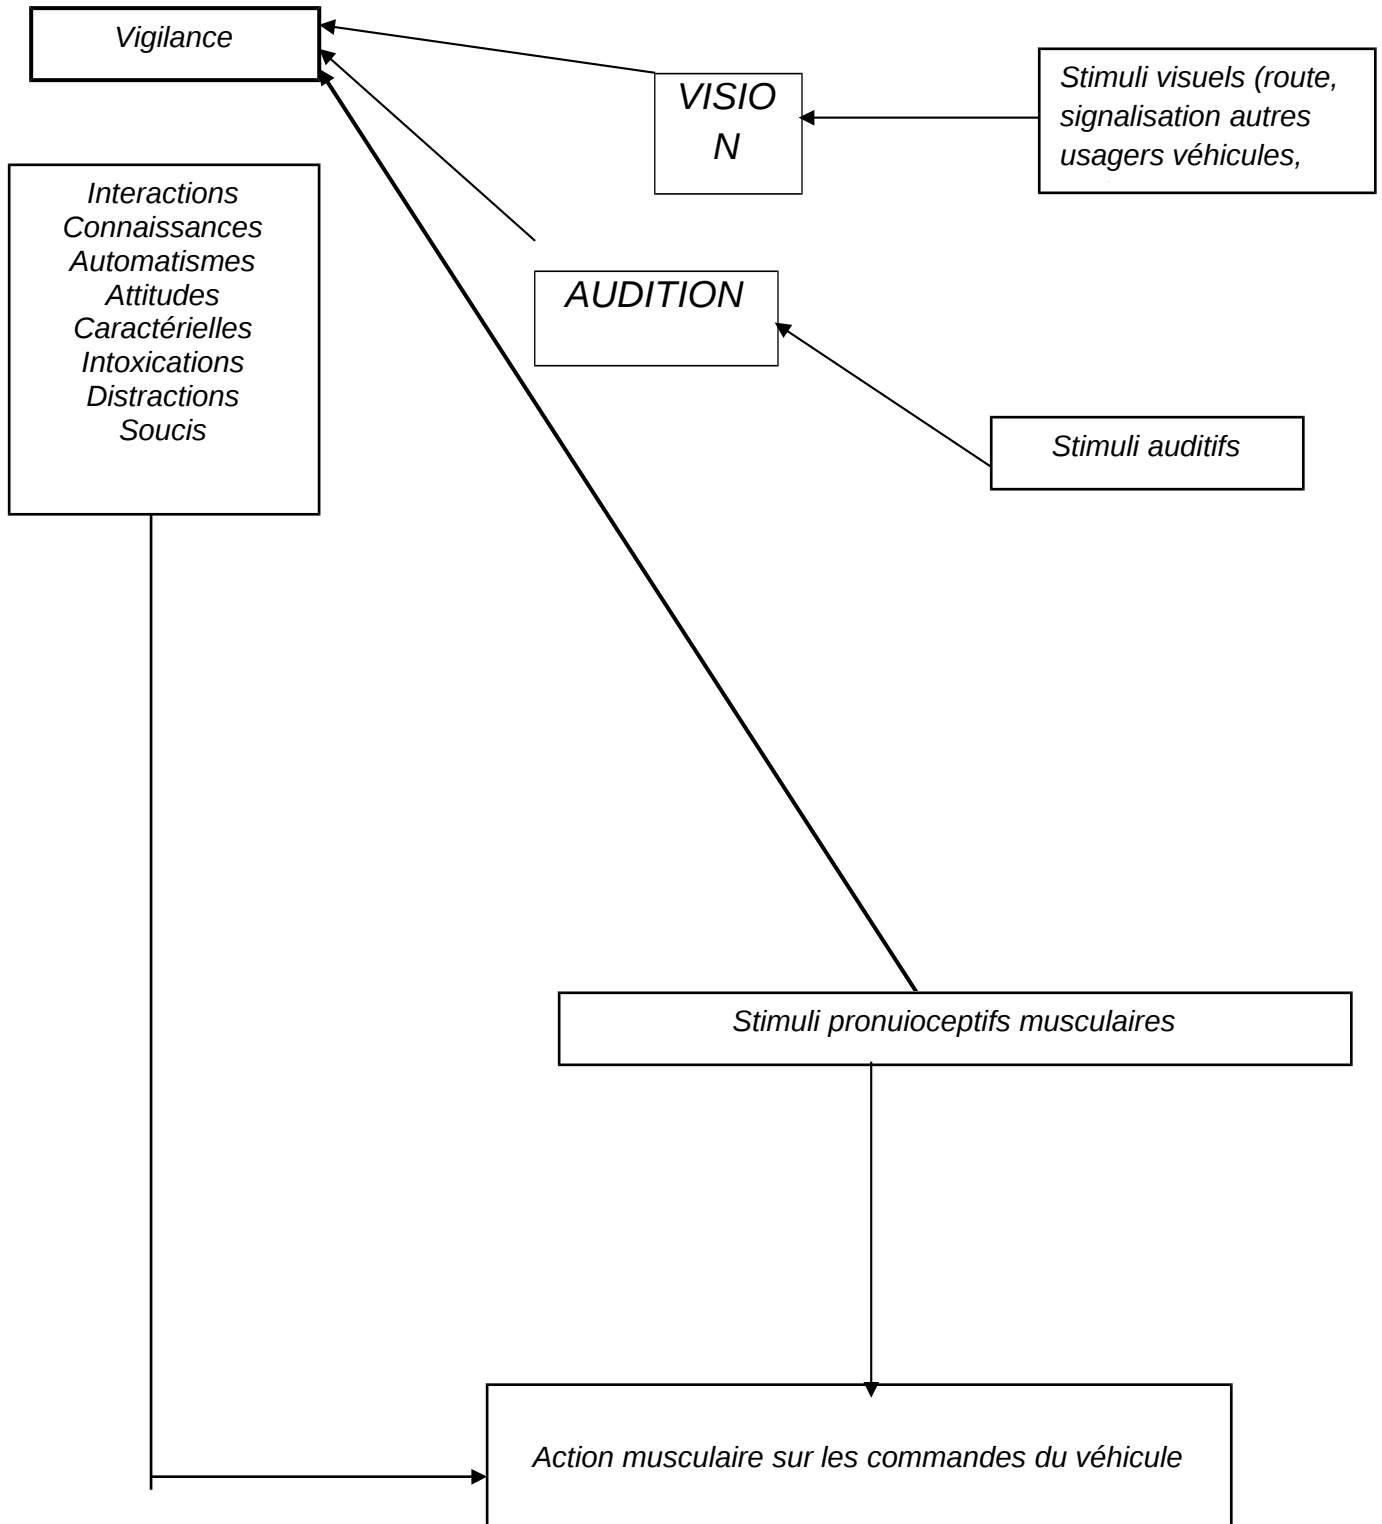 Vigilance
VISIO
N
Stimuli visuels (route,
signalisation autres
usagers véhicules,
Interactions
Connaissances
Automatismes
Attitudes
Caractérielles
Intoxications
Distractions
Soucis
AUDITION
Stimuli auditifs
Stimuli pronuioceptifs musculaires
Action musculaire sur les commandes du véhicule